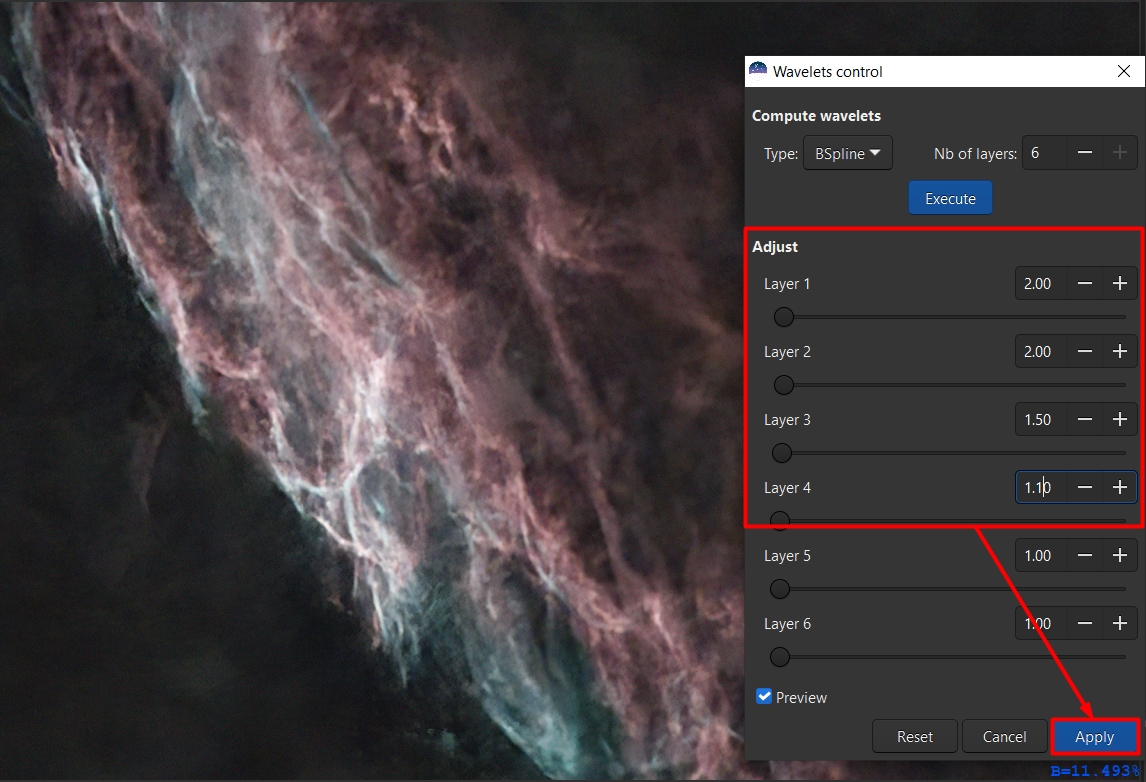 Wavelets control
Compute wavelets
Type: BSpline Nb of layers: 6
Execute
Adjust
Layer 1 2.00
Layer 2 2.00
Layer 3 1.50
Layer 4 1.10
Layer 5 1.00
Layer 6 1.00
Preview
Reset Cancel Apply
B=11.493%